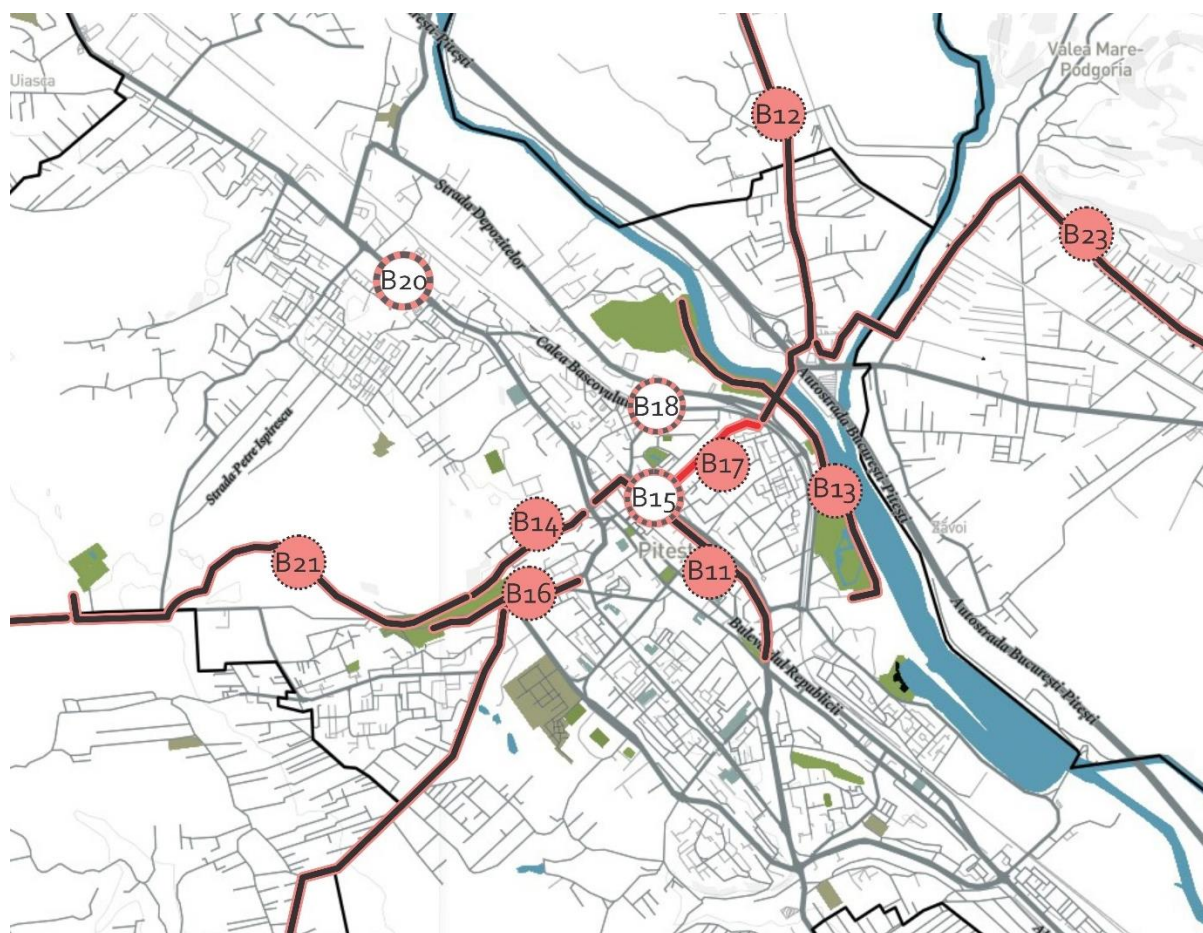 Uiasca
Valea Mare-
Podgoria
B12
B23
Strada Depozitelor
B20
Calea Bascovului
Autostrada București-Pitești
B18
Strada Petre Ispirescu
B17
B15
B13
B14
Zăvoi
B21
B11
B16
Bulevardul Republicii
Autostrada București-Pitești